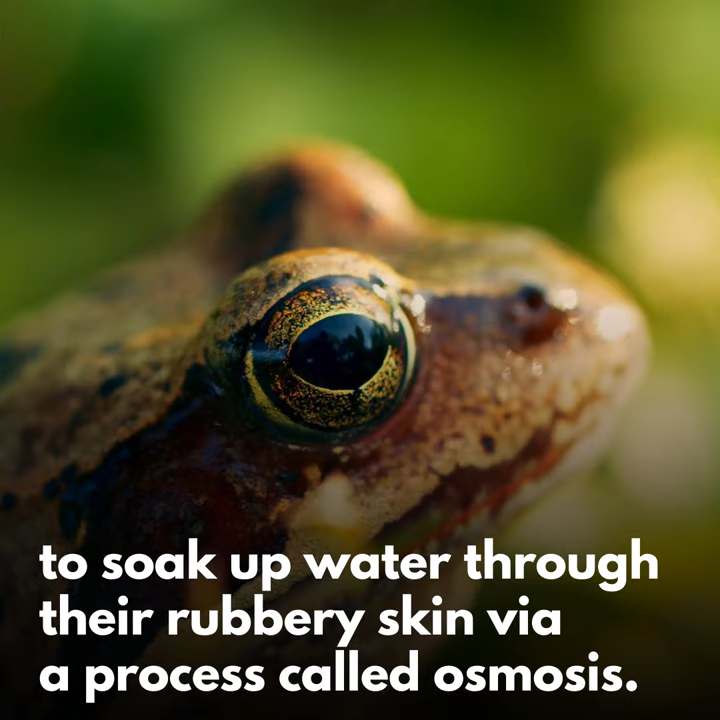 to soak up water through
their rubbery skin via
a process called osmosis.